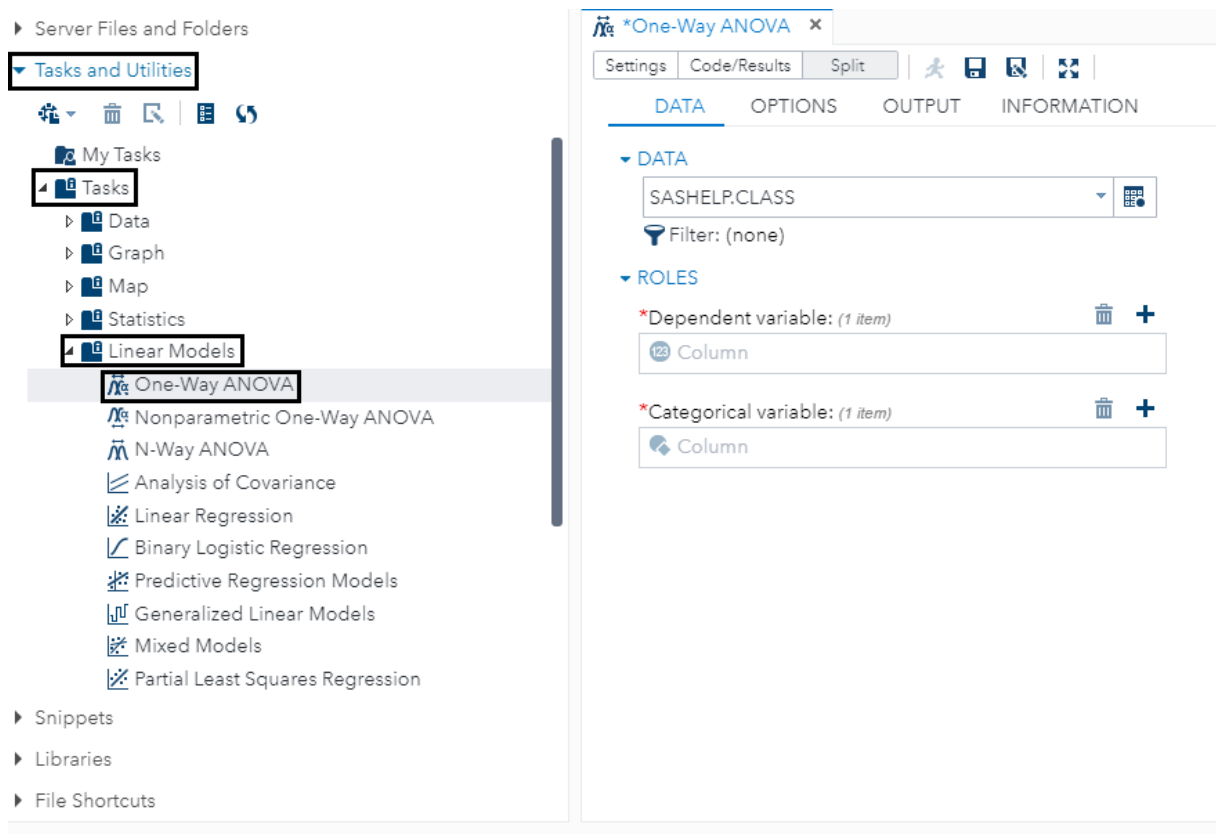 Server Files and Folders
Tasks and Utilities
My Tasks
Tasks
Data
Graph
Map
Statistics
Linear Models
One-Way ANOVA
Nonparametric One-Way ANOVA
N-Way ANOVA
Analysis of Covariance
Linear Regression
Binary Logistic Regression
Predictive Regression Models
Generalized Linear Models
Mixed Models
Partial Least Squares Regression
Snippets
Libraries
File Shortcuts
*One-Way ANOVA
Settings Code/Results Split
DATA OPTIONS OUTPUT INFORMATION
DATA
SASHELP.CLASS
Filter: (none)
ROLES
*Dependent variable: (1 item)
123 Column
*Categorical variable: (1 item)
Column